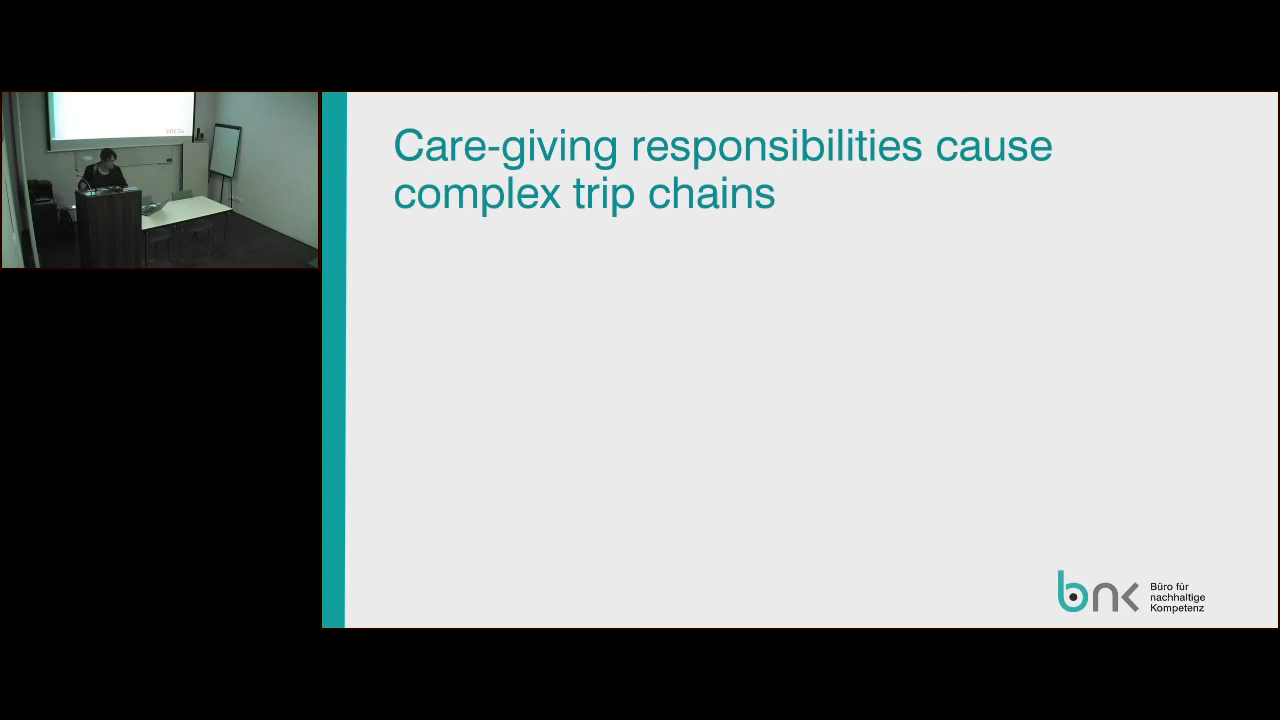 Care-giving responsibilities cause
complex trip chains
bnk
Büro für
nachhaltige
Kompetenz